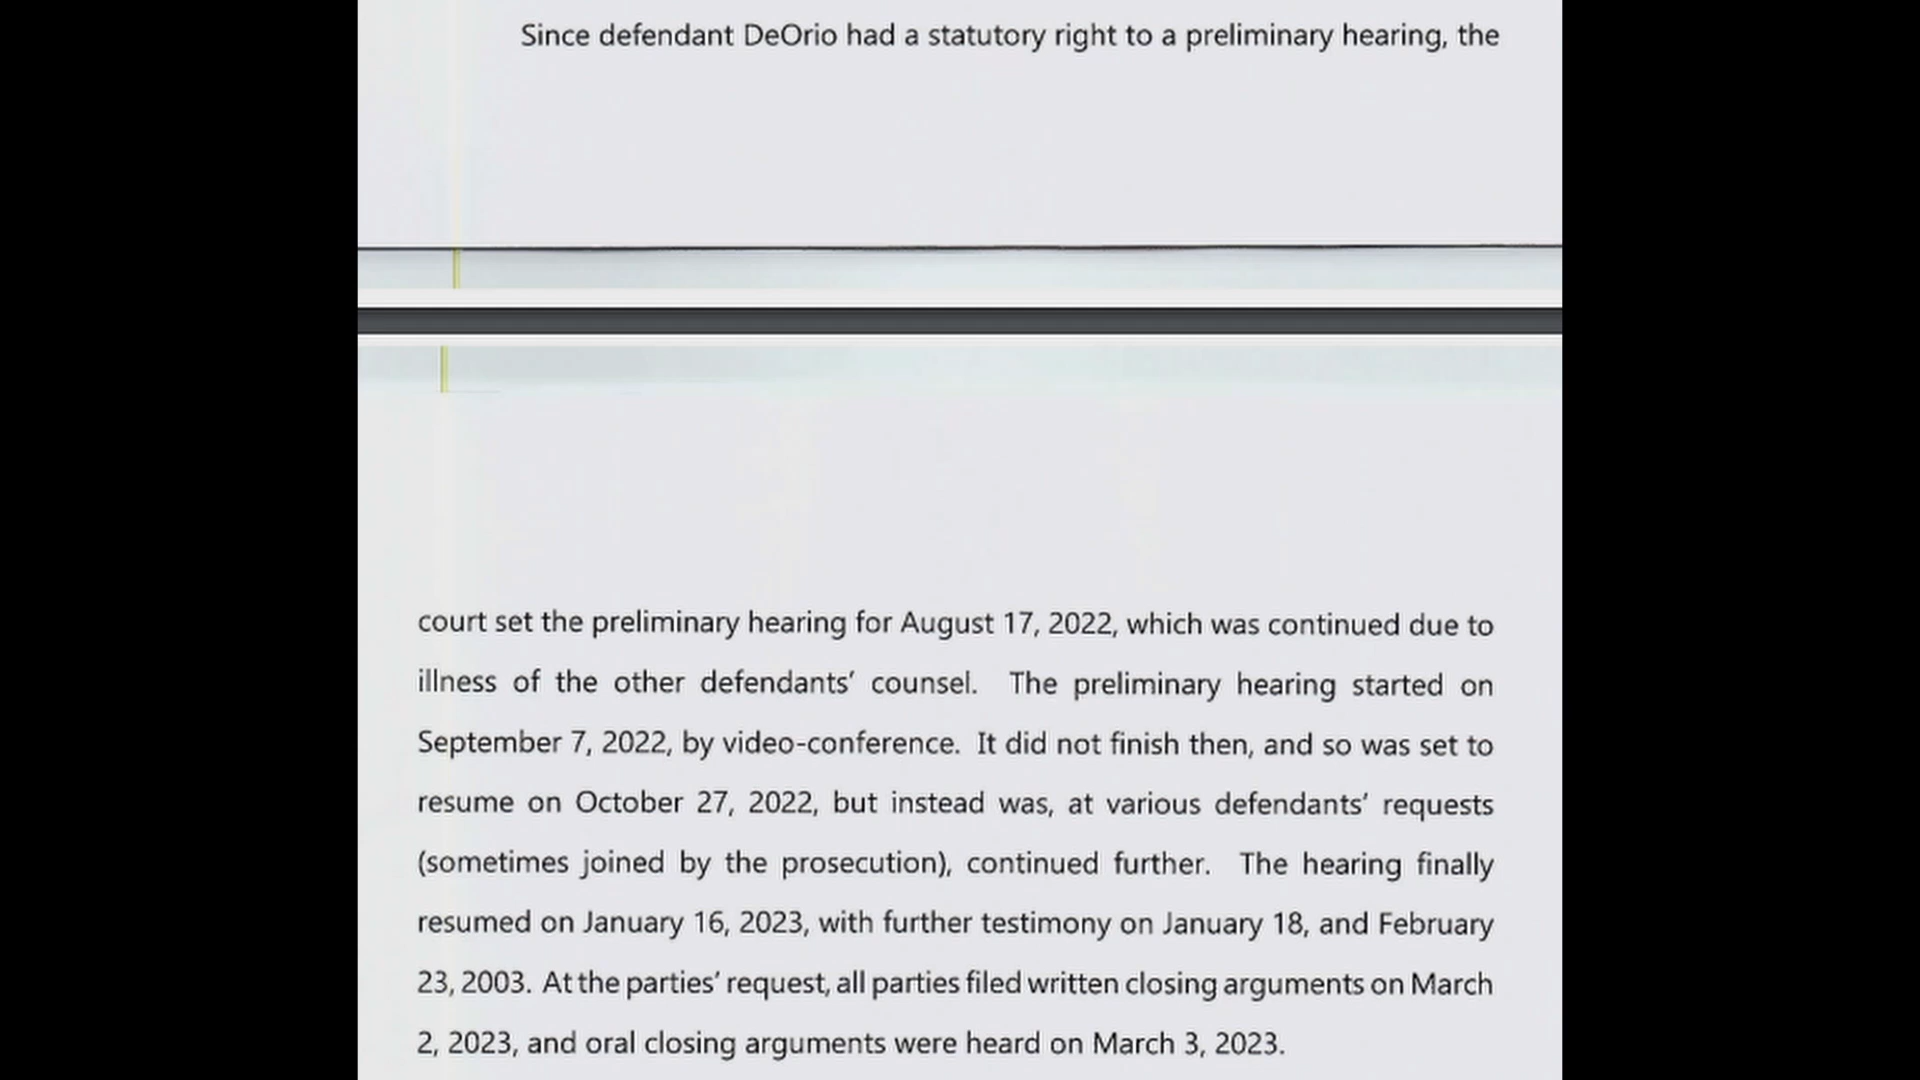 Since defendant DeOrio had a statutory right to a preliminary hearing, the
court set the preliminary hearing for August 17, 2022, which was continued due to
illness of the other defendants’ counsel. The preliminary hearing started on
September 7, 2022, by video-conference. It did not finish then, and so was set to
resume on October 27, 2022, but instead was, at various defendants’ requests
(sometimes joined by the prosecution), continued further. The hearing finally
resumed on January 16, 2023, with further testimony on January 18, and February
23, 2003. At the parties’ request, all parties filed written closing arguments on March
2, 2023, and oral closing arguments were heard on March 3, 2023.